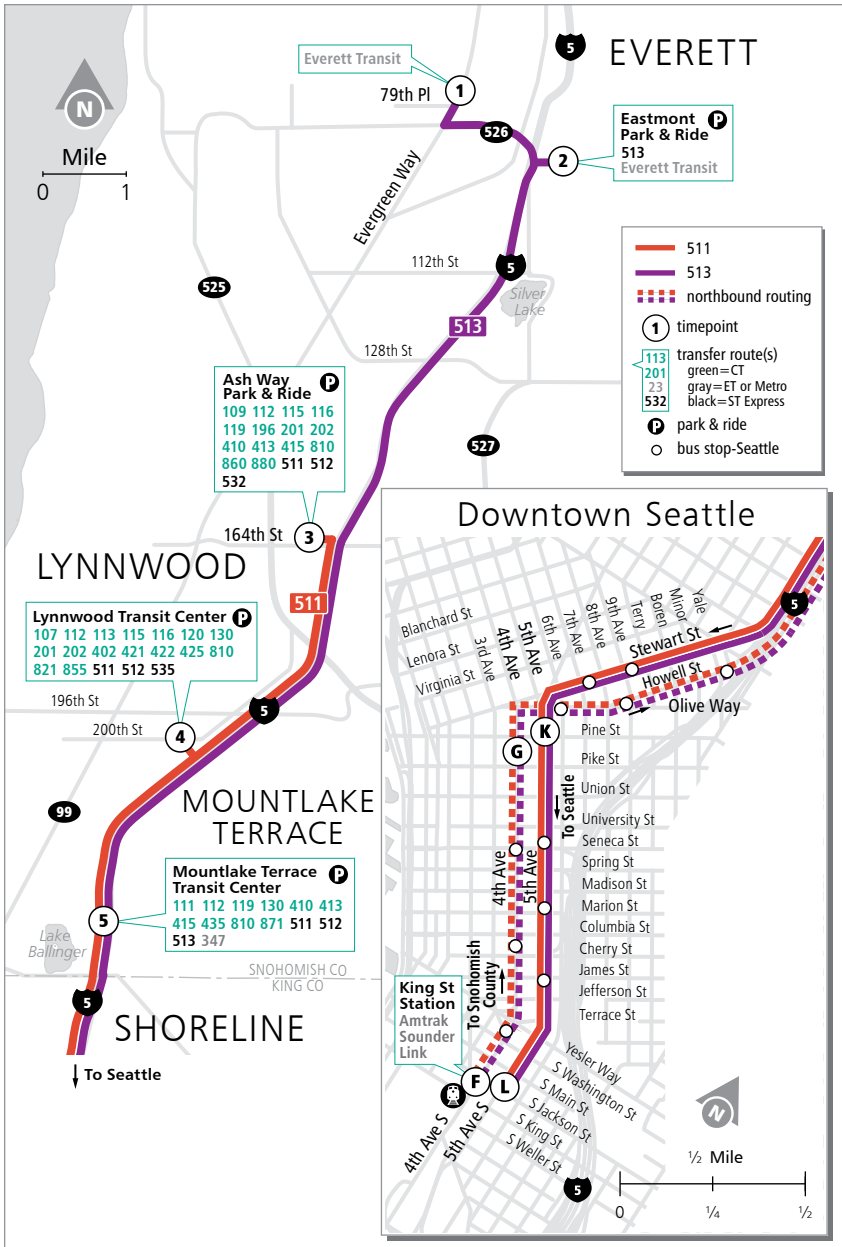 EVERETT
5
Everett Transit
1
79th Pl
N
Mile
0 1
526
2
Eastmont
Park & Ride P
513
Everett Transit
Evergreen Way
112th St
5
Silver
Lake
525
513
128th St
511
513
northbound routing
1 timepoint
113 transfer route(s)
201 green=CT
23 gray=ET or Metro
532 black=ST Express
P park & ride
bus stop-Seattle
Ash Way
Park & Ride P
109 112 115 116
119 196 201 202
410 413 415 810
860 880 511 512
532
527
164th St 3
LYNNWOOD
511
Lynnwood Transit Center P
107 112 113 115 116 120 130
201 202 402 421 422 425 810
821 855 511 512 535
196th St
5
200th St
4
99
MOUNTLAKE
TERRACE
Mountlake Terrace
Transit Center P
111 112 119 130 410 413
415 435 810 871 511 512
513 347
5
Lake
Ballinger
SNOHOMISH CO
KING CO
5
SHORELINE
To Seattle
Downtown Seattle
5
Blanchard St
Lenora St
Virginia St
3rd Ave
4th Ave
5th Ave
6th Ave
7th Ave
8th Ave
9th Ave
Terry
Boren
Minor
Yale
Stewart St
Howell St
Olive Way
K
G
Pine St
Pike St
Union St
University St
Seneca St
Spring St
Madison St
Marion St
Columbia St
Cherry St
James St
Jefferson St
Terrace St
To Seattle
4th Ave
5th Ave
To Snohomish
County
King St
Station
Amtrak
Sounder
Link
F
L
Yesler Way
S Washington St
S Main St
S Jackson St
S King St
S Weller St
4th Ave S
5th Ave S
5
N
½ Mile
0 ¼ ½